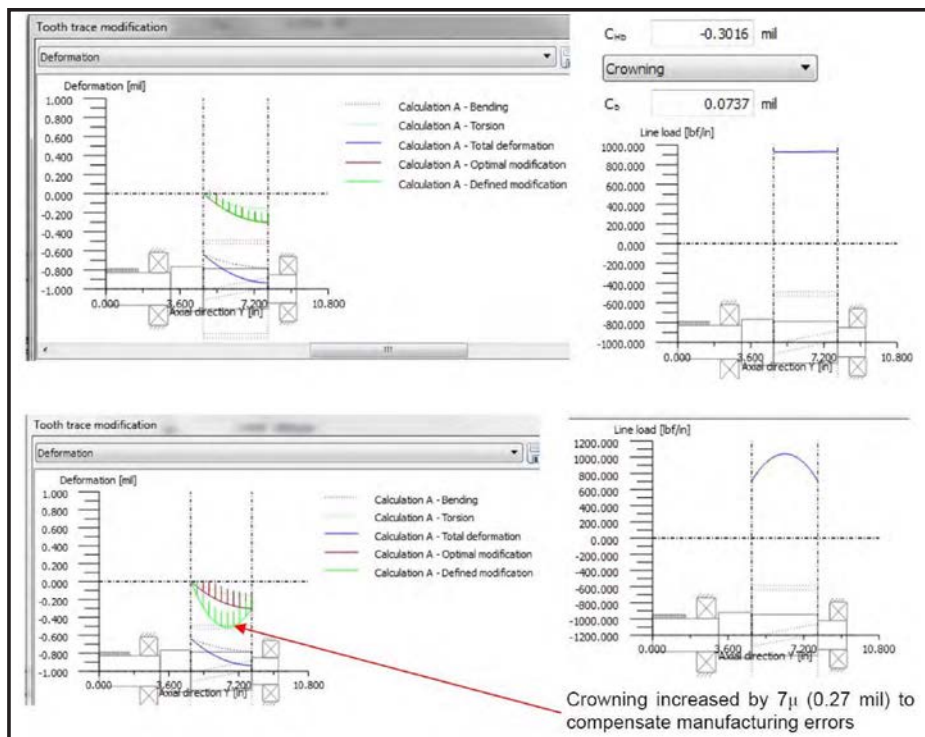 Tooth trace modification
Deformation
Deformation [mil]
1.000
0.800
0.600
0.400
0.200
0.000
-0.200
-0.400
-0.600
-0.800
-1.000
0.000
3.600
7.200
10.800
Axial direction Y [in]
Calculation A - Bending
Calculation A - Torsion
Calculation A - Total deformation
Calculation A - Optimal modification
Calculation A - Defined modification
CHb -0.3016 mil
Crowning
Cb 0.0737 mil
Line load [lbf/in]
1000.000
800.000
600.000
400.000
200.000
0.000
-200.000
-400.000
-600.000
-800.000
-1000.000
0.000
3.600
7.200
10.800
Axial direction Y [in]
Tooth trace modification
Deformation
Deformation [mil]
1.000
0.800
0.600
0.400
0.200
0.000
-0.200
-0.400
-0.600
-0.800
-1.000
0.000
3.600
7.200
10.800
Axial direction Y [in]
Calculation A - Bending
Calculation A - Torsion
Calculation A - Total deformation
Calculation A - Optimal modification
Calculation A - Defined modification
Line load [lbf/in]
1200.000
1000.000
800.000
600.000
400.000
200.000
0.000
-200.000
-400.000
-600.000
-800.000
-1000.000
-1200.000
0.000
3.600
7.200
10.800
Axial direction Y [in]
Crowning increased by 7μ (0.27 mil) to
compensate manufacturing errors